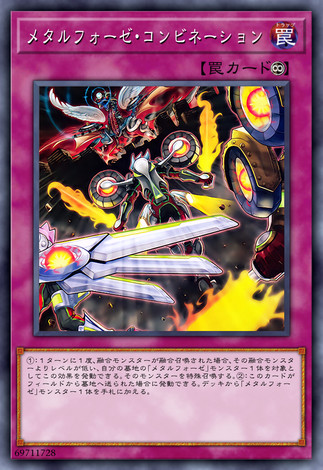 メタルフォーゼ・コンビネーション
罠
トラップ
【罠カード∞】
①:1ターンに1度、融合モンスターが融合召喚された場合、その融合モンスタ
ーよりレベルが低い、自分の墓地の「メタルフォーゼ」モンスター1体を対象と
してこの効果を発動できる。そのモンスターを特殊召喚する。②:このカードが
フィールドから墓地へ送られた場合に発動できる。デッキから「メタルフォー
ゼ」モンスター1体を手札に加える。
69711728